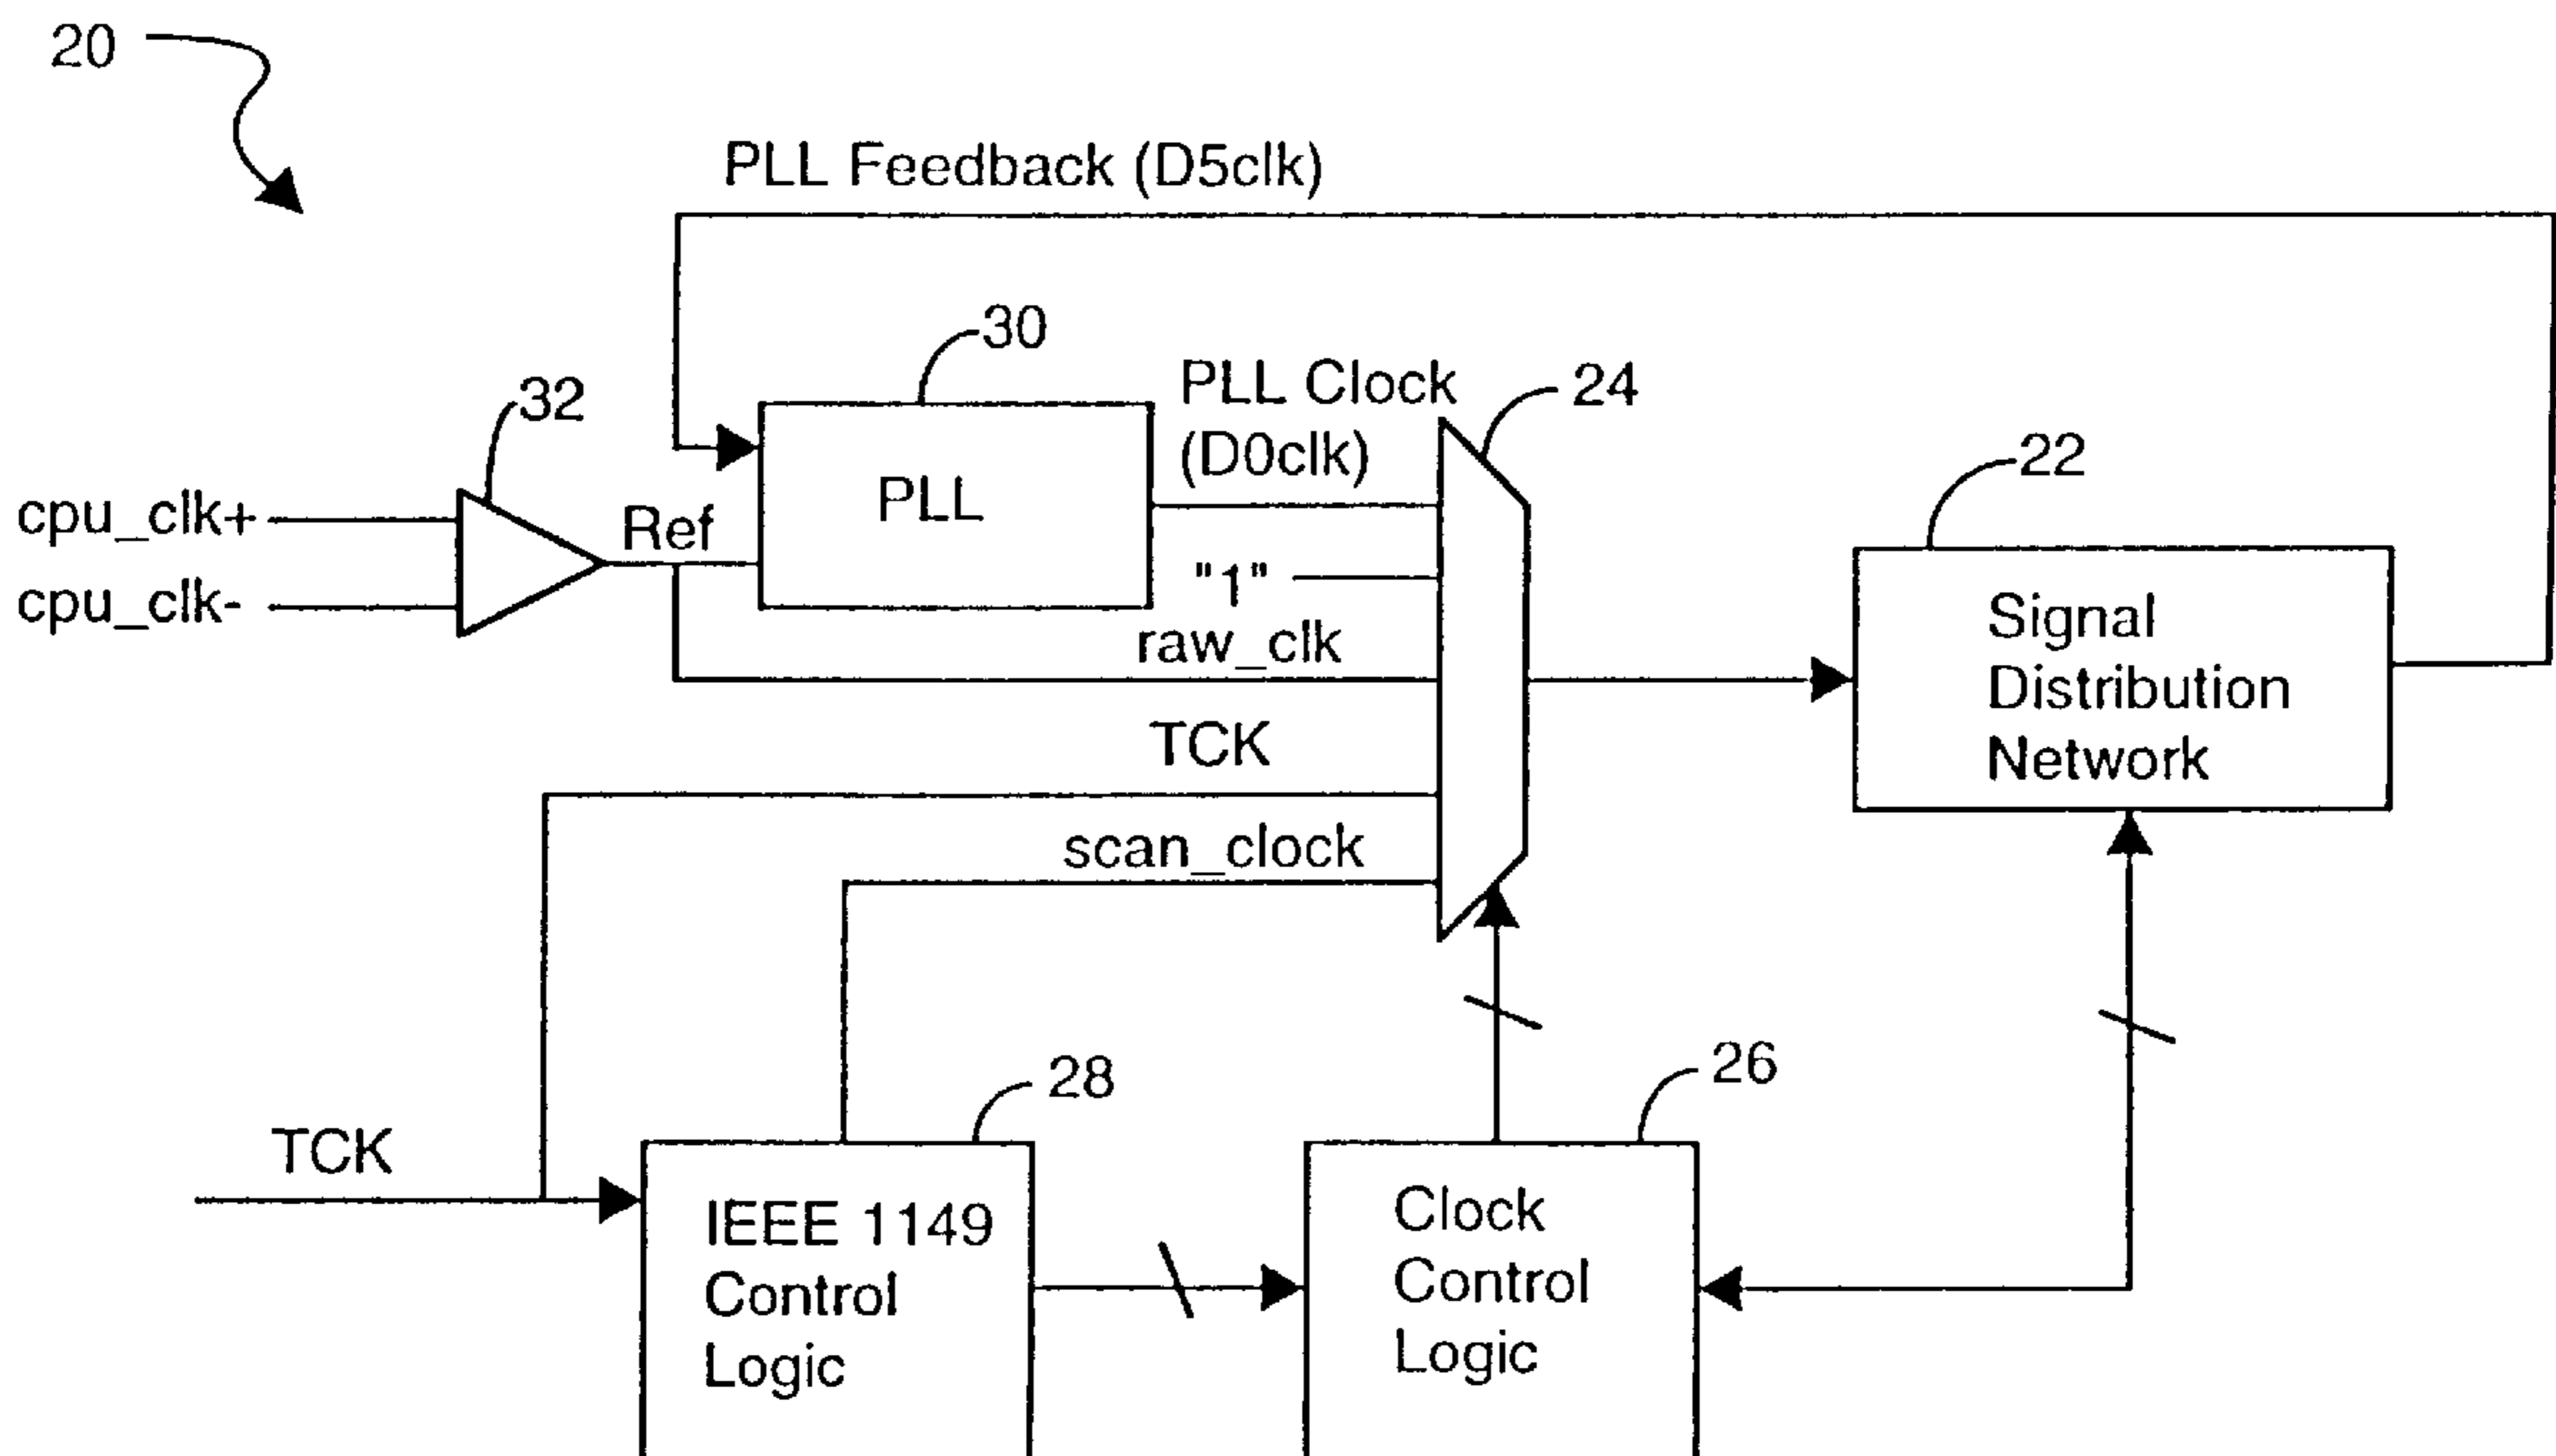 20
PLL Feedback (D5clk)
30
32
PLL Clock
(D0clk)
24
22
cpu_clk+
cpu_clk-
Ref
PLL
"1"
raw_clk
TCK
scan_clock
Signal
Distribution
Network
28
26
TCK
IEEE 1149
Control
Logic
Clock
Control
Logic